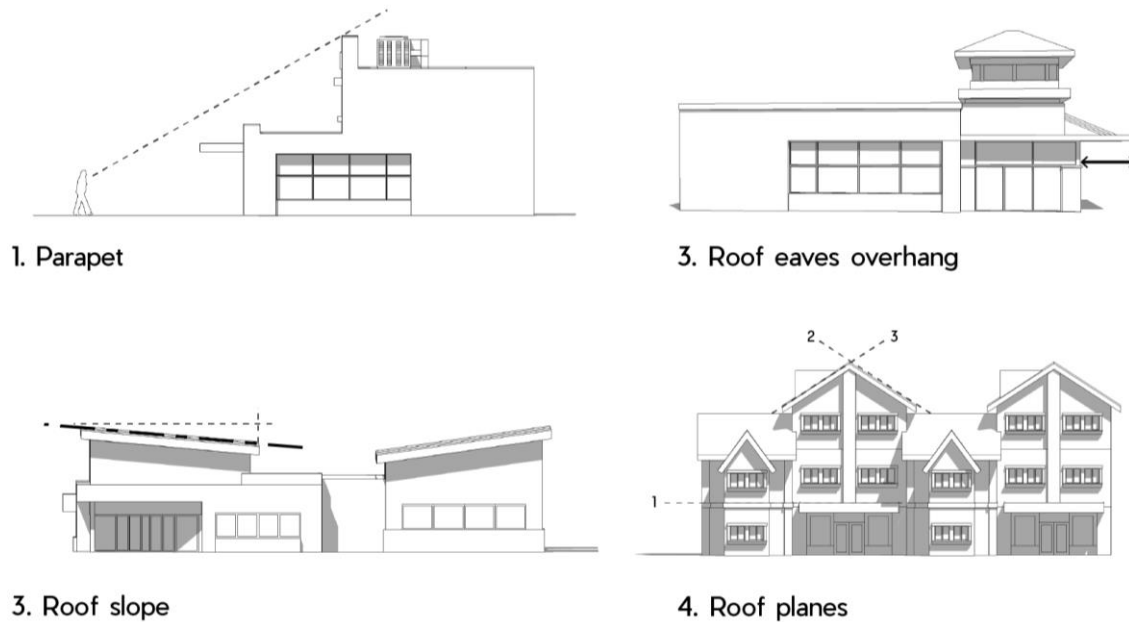 1. Parapet
3. Roof eaves overhang
3. Roof slope
2
3
1
4. Roof planes